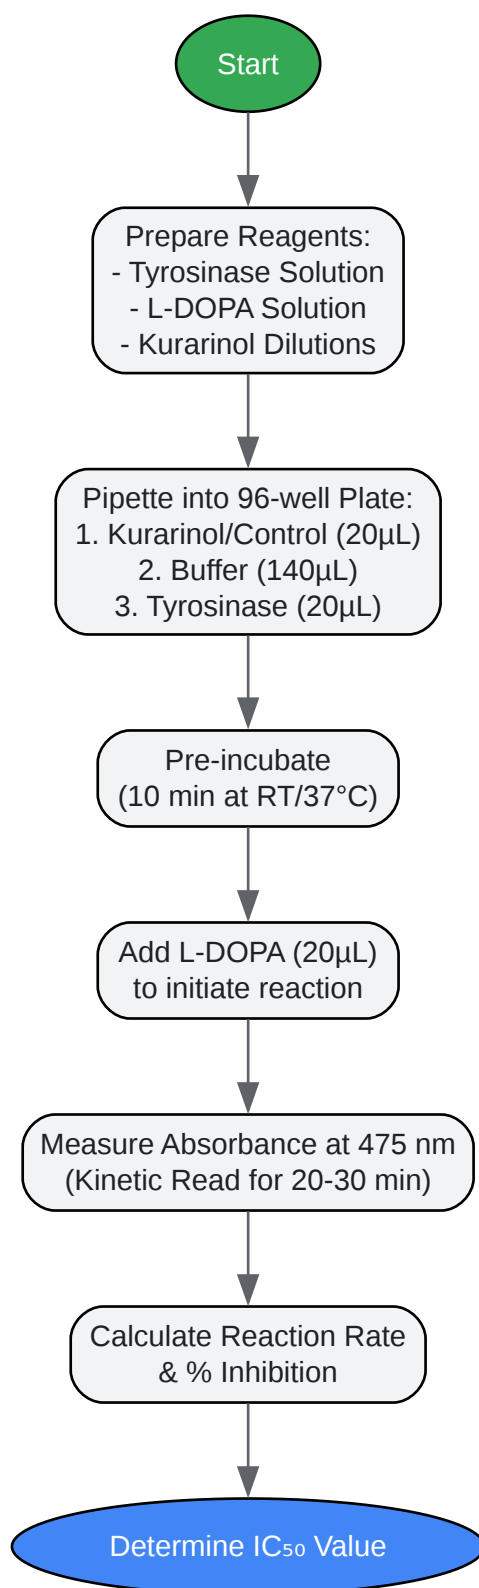 Start
Prepare Reagents:
- Tyrosinase Solution
- L-DOPA Solution
- Kurarinol Dilutions
Pipette into 96-well Plate:
1. Kurarinol/Control (20µL)
2. Buffer (140µL)
3. Tyrosinase (20µL)
Pre-incubate
(10 min at RT/37°C)
Add L-DOPA (20µL)
to initiate reaction
Measure Absorbance at 475 nm
(Kinetic Read for 20-30 min)
Calculate Reaction Rate
& % Inhibition
Determine IC₅₀ Value